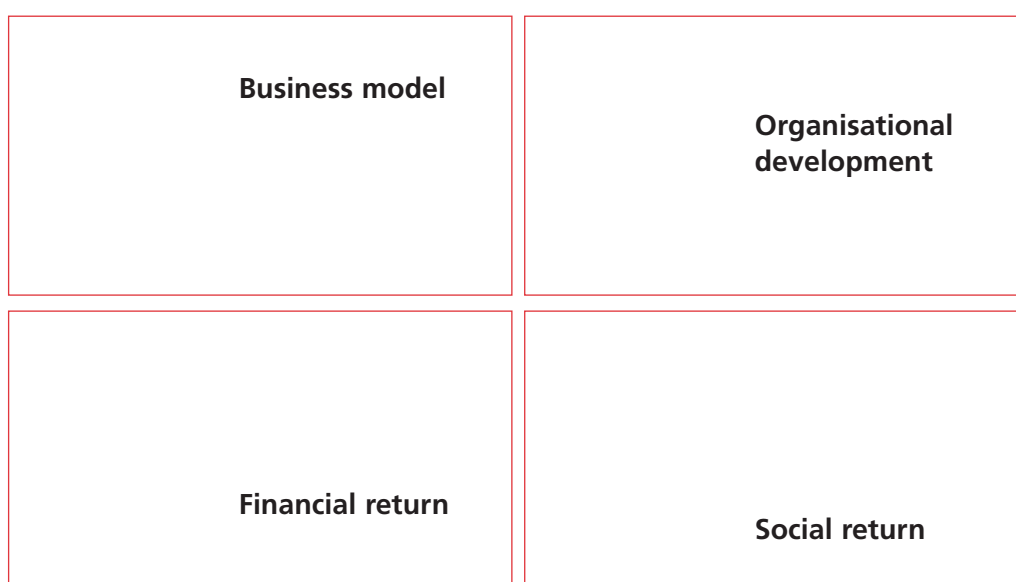 Business model
Organisational
development
Financial return
Social return